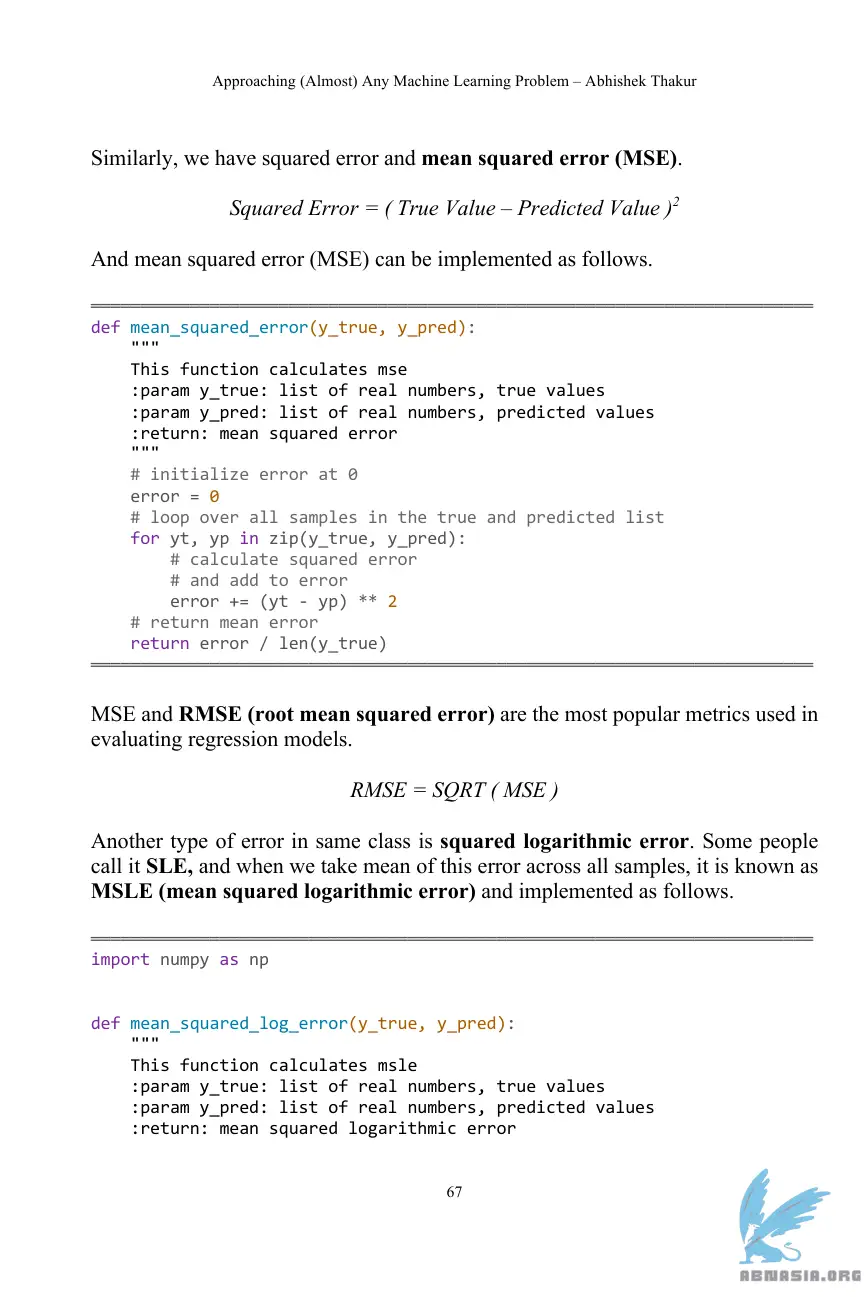 Approaching (Almost) Any Machine Learning Problem – Abhishek Thakur
Similarly, we have squared error and mean squared error (MSE).
Squared Error = ( True Value – Predicted Value )²
And mean squared error (MSE) can be implemented as follows.
def mean_squared_error(y_true, y_pred):
    """
    This function calculates mse
    :param y_true: list of real numbers, true values
    :param y_pred: list of real numbers, predicted values
    :return: mean squared error
    """
    # initialize error at 0
    error = 0
    # loop over all samples in the true and predicted list
    for yt, yp in zip(y_true, y_pred):
        # calculate squared error
        # and add to error
        error += (yt - yp) ** 2
    # return mean error
    return error / len(y_true)
MSE and RMSE (root mean squared error) are the most popular metrics used in
evaluating regression models.
RMSE = SQRT ( MSE )
Another type of error in same class is squared logarithmic error. Some people
call it SLE, and when we take mean of this error across all samples, it is known as
MSLE (mean squared logarithmic error) and implemented as follows.
import numpy as np
def mean_squared_log_error(y_true, y_pred):
    """
    This function calculates msle
    :param y_true: list of real numbers, true values
    :param y_pred: list of real numbers, predicted values
    :return: mean squared logarithmic error
67
ABNASIA.ORG